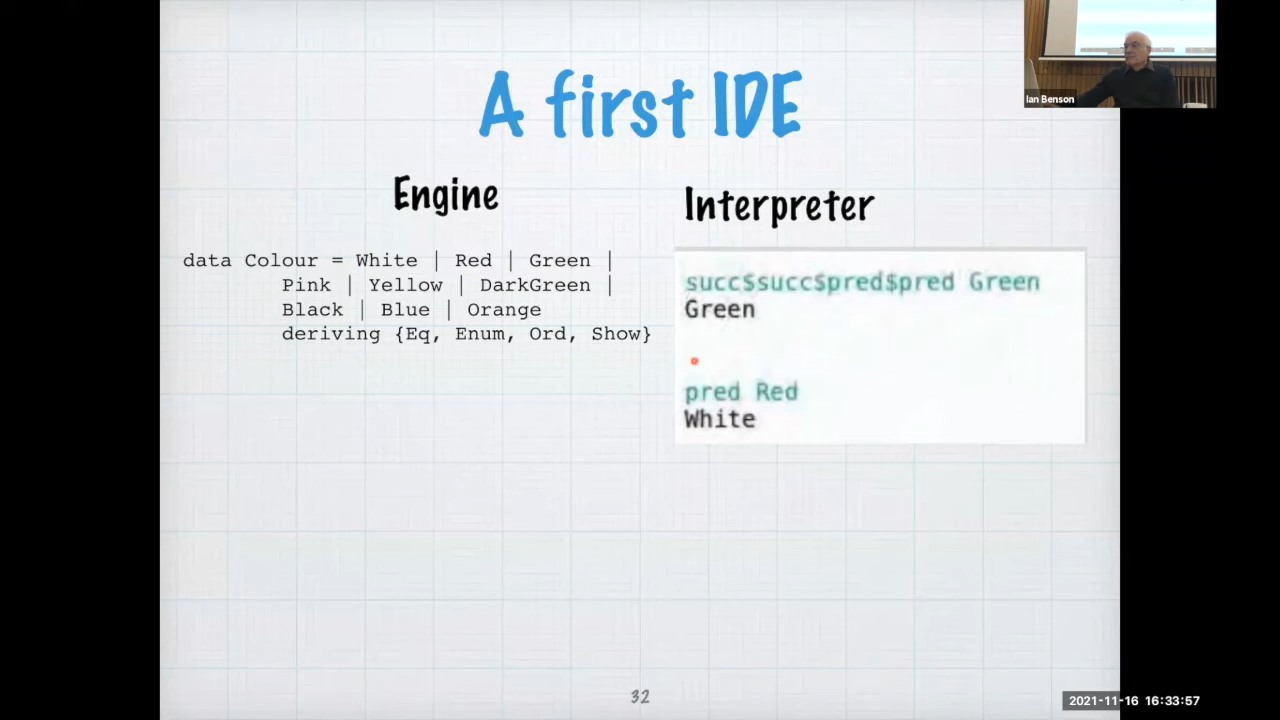 A first IDE
Ian Benson
Engine
Interpreter
data Colour = White | Red | Green |
Pink | Yellow | DarkGreen |
Black | Blue | Orange
deriving {Eq, Enum, Ord, Show}
succ$succ$pred$pred Green
Green
pred Red
White
32
2021-11-16 16:33:57